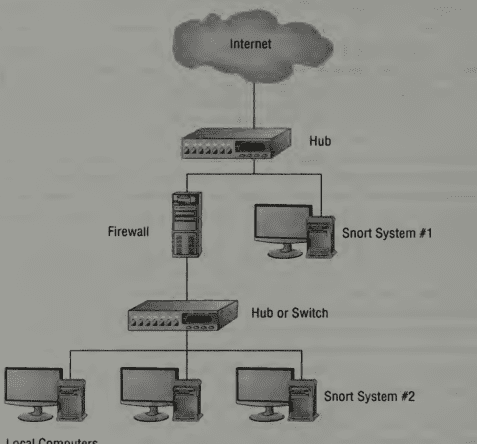 Internet
Hub
Firewall
Snort System #1
Hub or Switch
Snort System #2
Local Computers